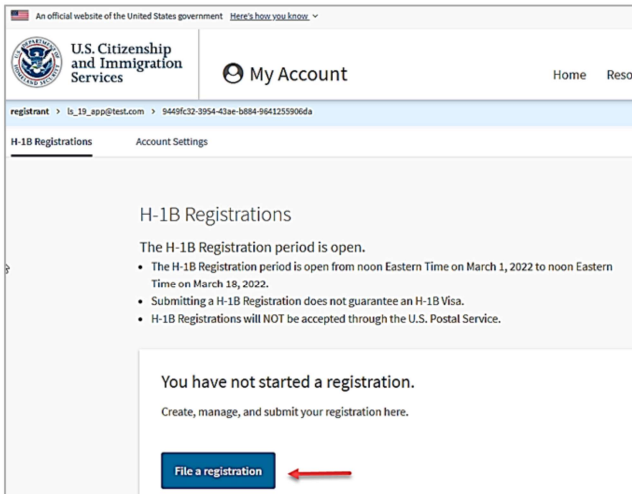 An official website of the United States government Here's how you know
U.S. Citizenship
and Immigration
Services
My Account
Home Reso
registrant > ls_19_app@test.com > 9449fc32-3954-43ae-b884-9641255906da
H-1B Registrations Account Settings
H-1B Registrations
The H-1B Registration period is open.
• The H-1B Registration period is open from noon Eastern Time on March 1, 2022 to noon Eastern
Time on March 18, 2022.
• Submitting a H-1B Registration does not guarantee an H-1B Visa.
• H-1B Registrations will NOT be accepted through the U.S. Postal Service.
You have not started a registration.
Create, manage, and submit your registration here.
File a registration